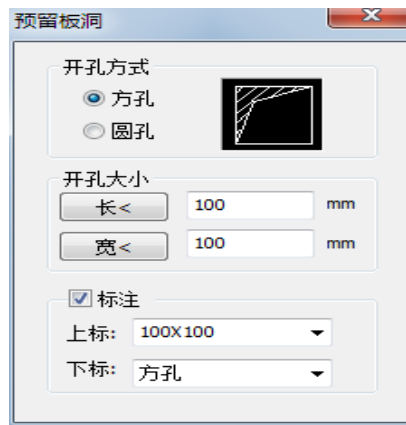 预留板洞
开孔方式
方孔
圆孔
开孔大小
长< 100 mm
宽< 100 mm
标注
上标: 100X100
下标: 方孔